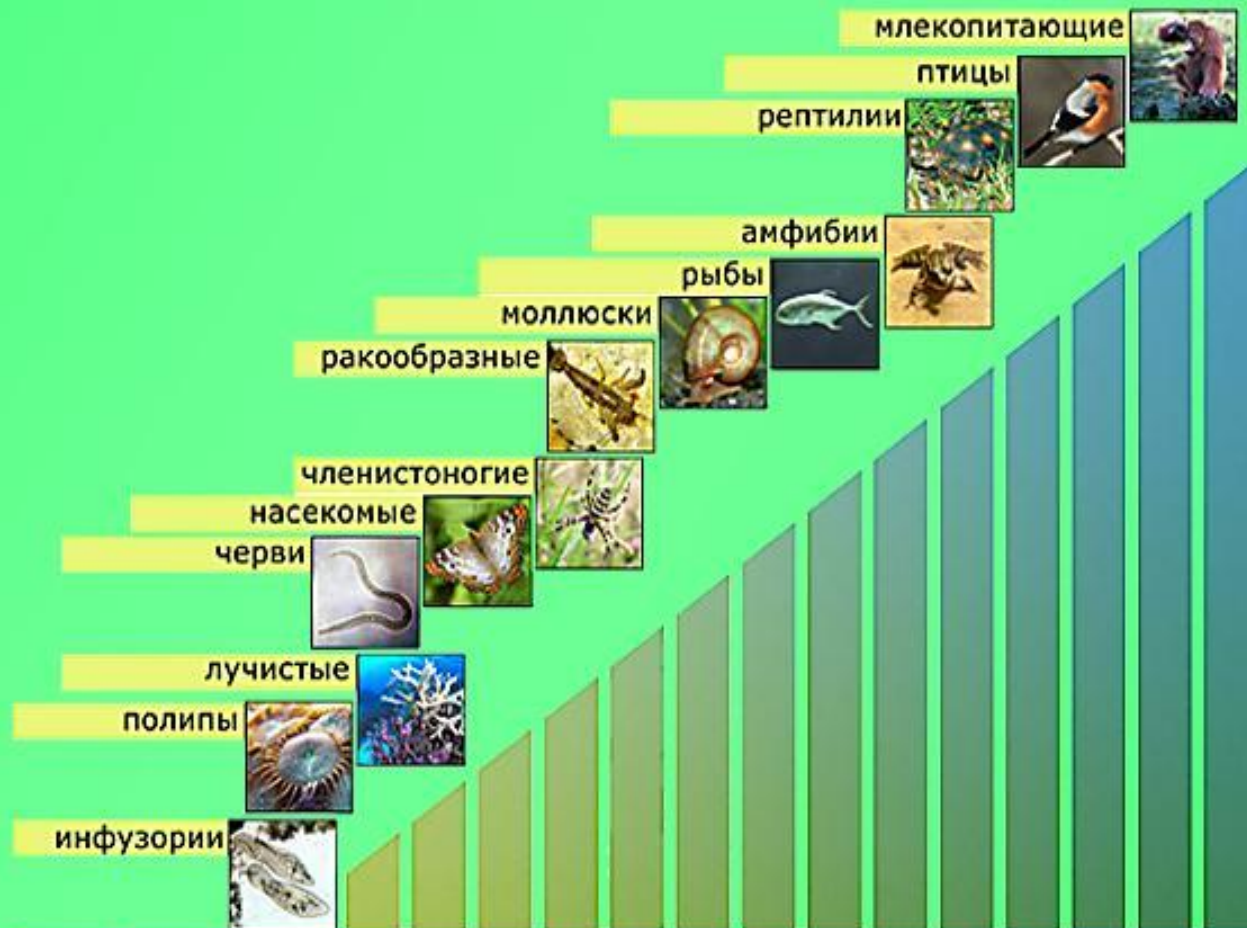 млекопитающие
птицы
рептилии
амфибии
рыбы
моллюски
ракообразные
членистоногие
насекомые
черви
лучистые
полипы
инфузории